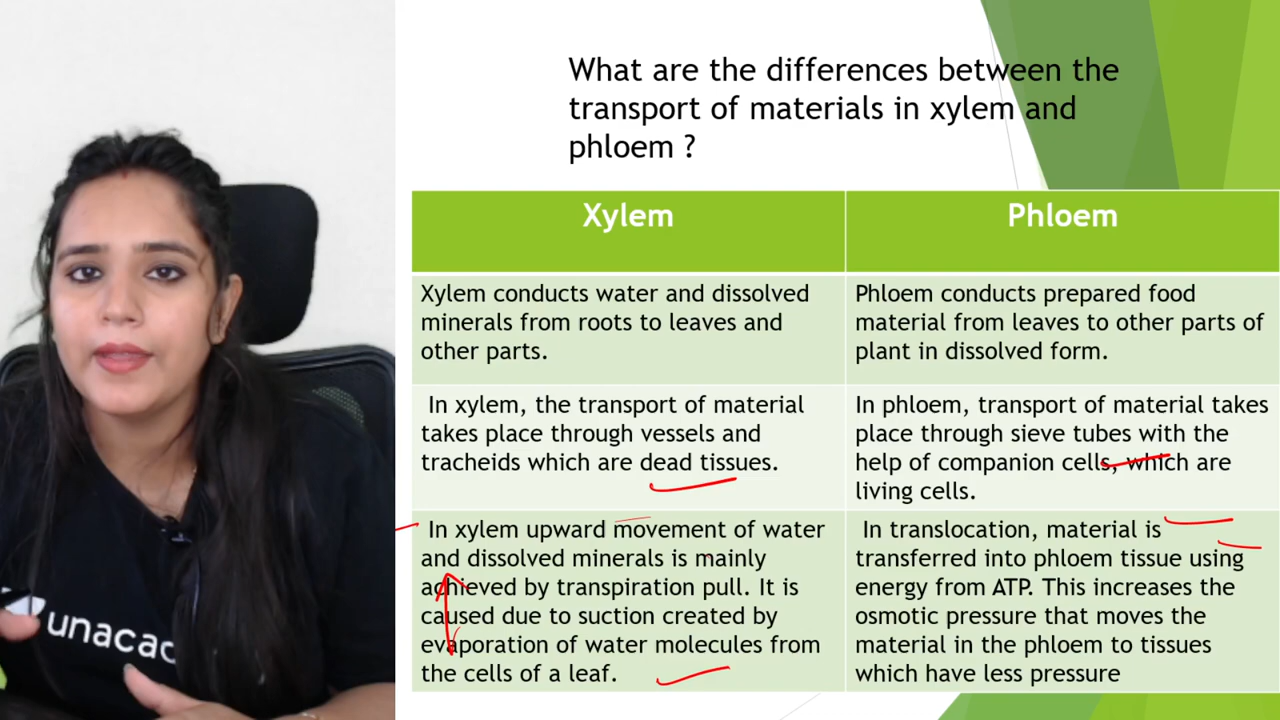 What are the differences between the
transport of materials in xylem and
phloem ?
Xylem
Phloem
Xylem conducts water and dissolved
minerals from roots to leaves and
other parts.
Phloem conducts prepared food
material from leaves to other parts of
plant in dissolved form.
In xylem, the transport of material
takes place through vessels and
tracheids which are dead tissues.
In phloem, transport of material takes
place through sieve tubes with the
help of companion cells, which are
living cells.
In xylem upward movement of water
and dissolved minerals is mainly
achieved by transpiration pull. It is
caused due to suction created by
evaporation of water molecules from
the cells of a leaf.
In translocation, material is
transferred into phloem tissue using
energy from ATP. This increases the
osmotic pressure that moves the
material in the phloem to tissues
which have less pressure
unacac